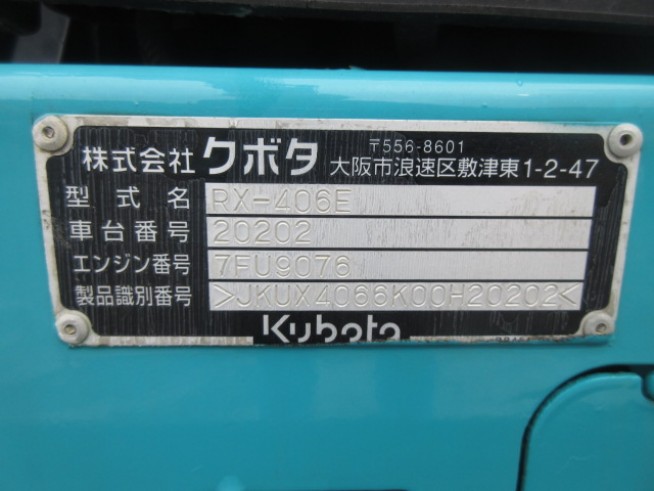 株式会社 クボタ 〒556-8601
大阪市浪速区敷津東1-2-47
型式名 RX-406E
車台番号 20202
エンジン番号 7FU9076
製品識別番号 >JKUX4066K00H20202<
Kubota